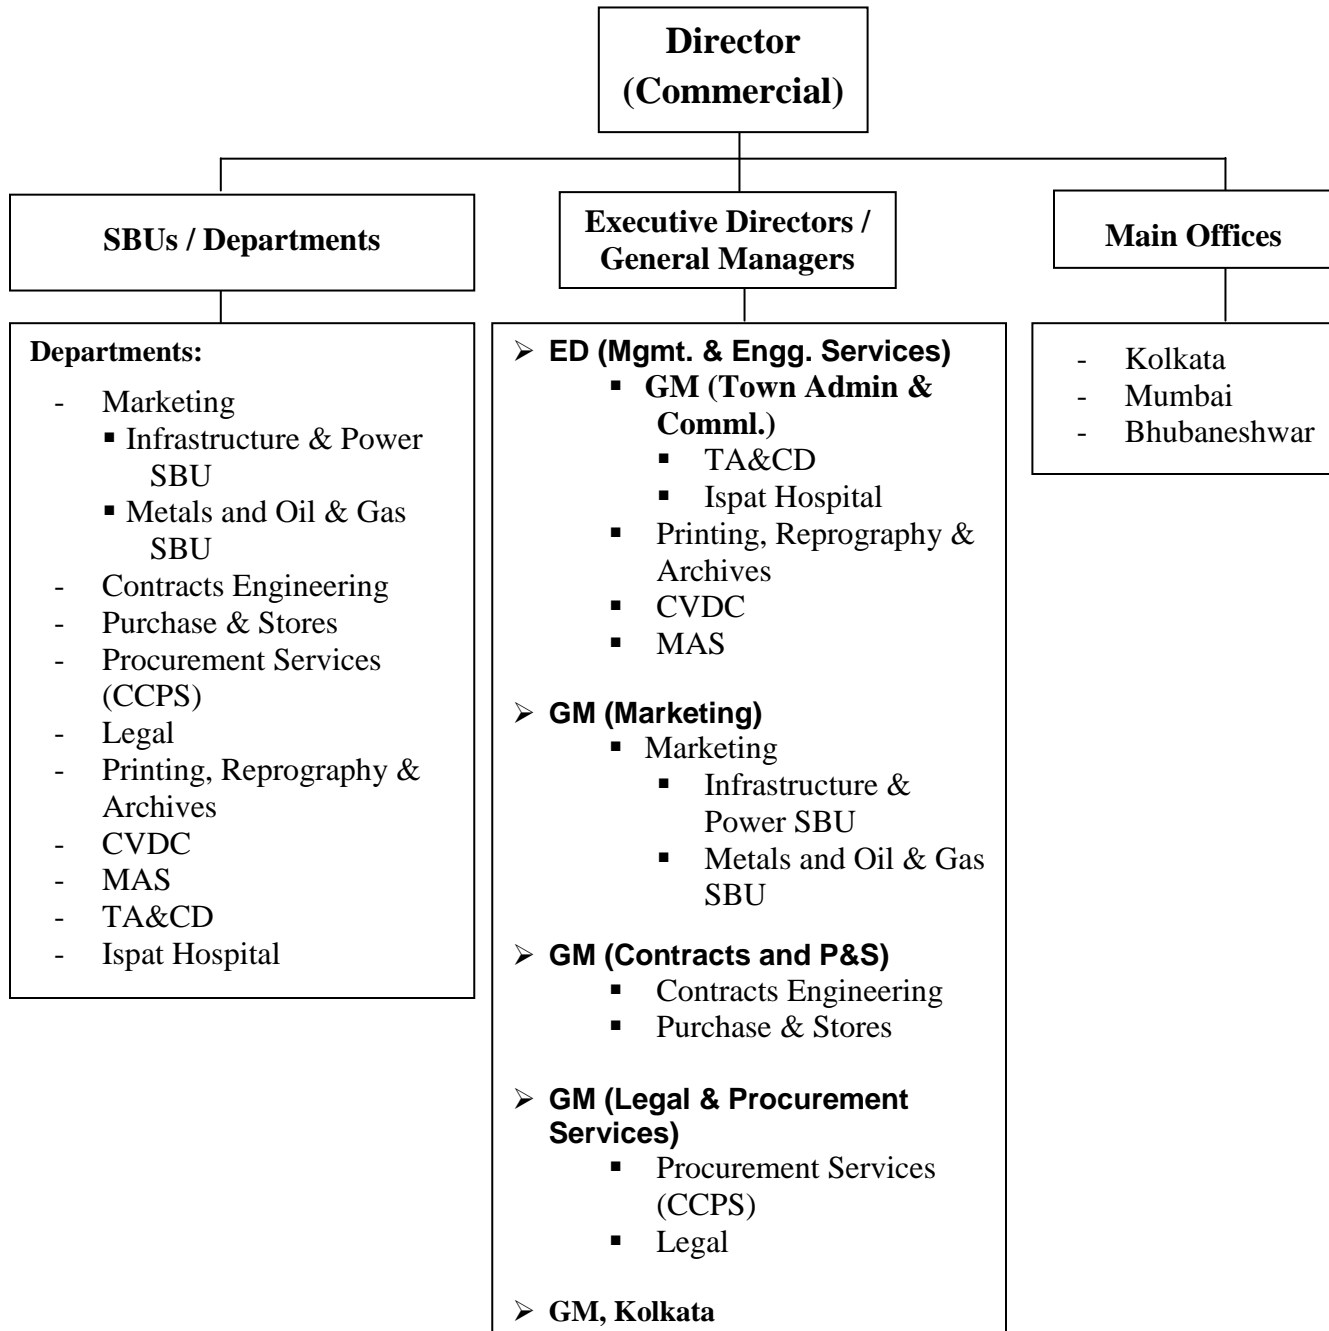 Director
(Commercial)
SBUs / Departments
Executive Directors /
General Managers
Main Offices
Departments:
- Marketing
▪ Infrastructure & Power
SBU
▪ Metals and Oil & Gas
SBU
- Contracts Engineering
- Purchase & Stores
- Procurement Services
(CCPS)
- Legal
- Printing, Reprography &
Archives
- CVDC
- MAS
- TA&CD
- Ispat Hospital
➢ ED (Mgmt. & Engg. Services)
▪ GM (Town Admin &
Comml.)
▪ TA&CD
▪ Ispat Hospital
▪ Printing, Reprography &
Archives
▪ CVDC
▪ MAS
➢ GM (Marketing)
▪ Marketing
▪ Infrastructure &
Power SBU
▪ Metals and Oil & Gas
SBU
➢ GM (Contracts and P&S)
▪ Contracts Engineering
▪ Purchase & Stores
➢ GM (Legal & Procurement
Services)
▪ Procurement Services
(CCPS)
▪ Legal
➢ GM, Kolkata
- Kolkata
- Mumbai
- Bhubaneshwar